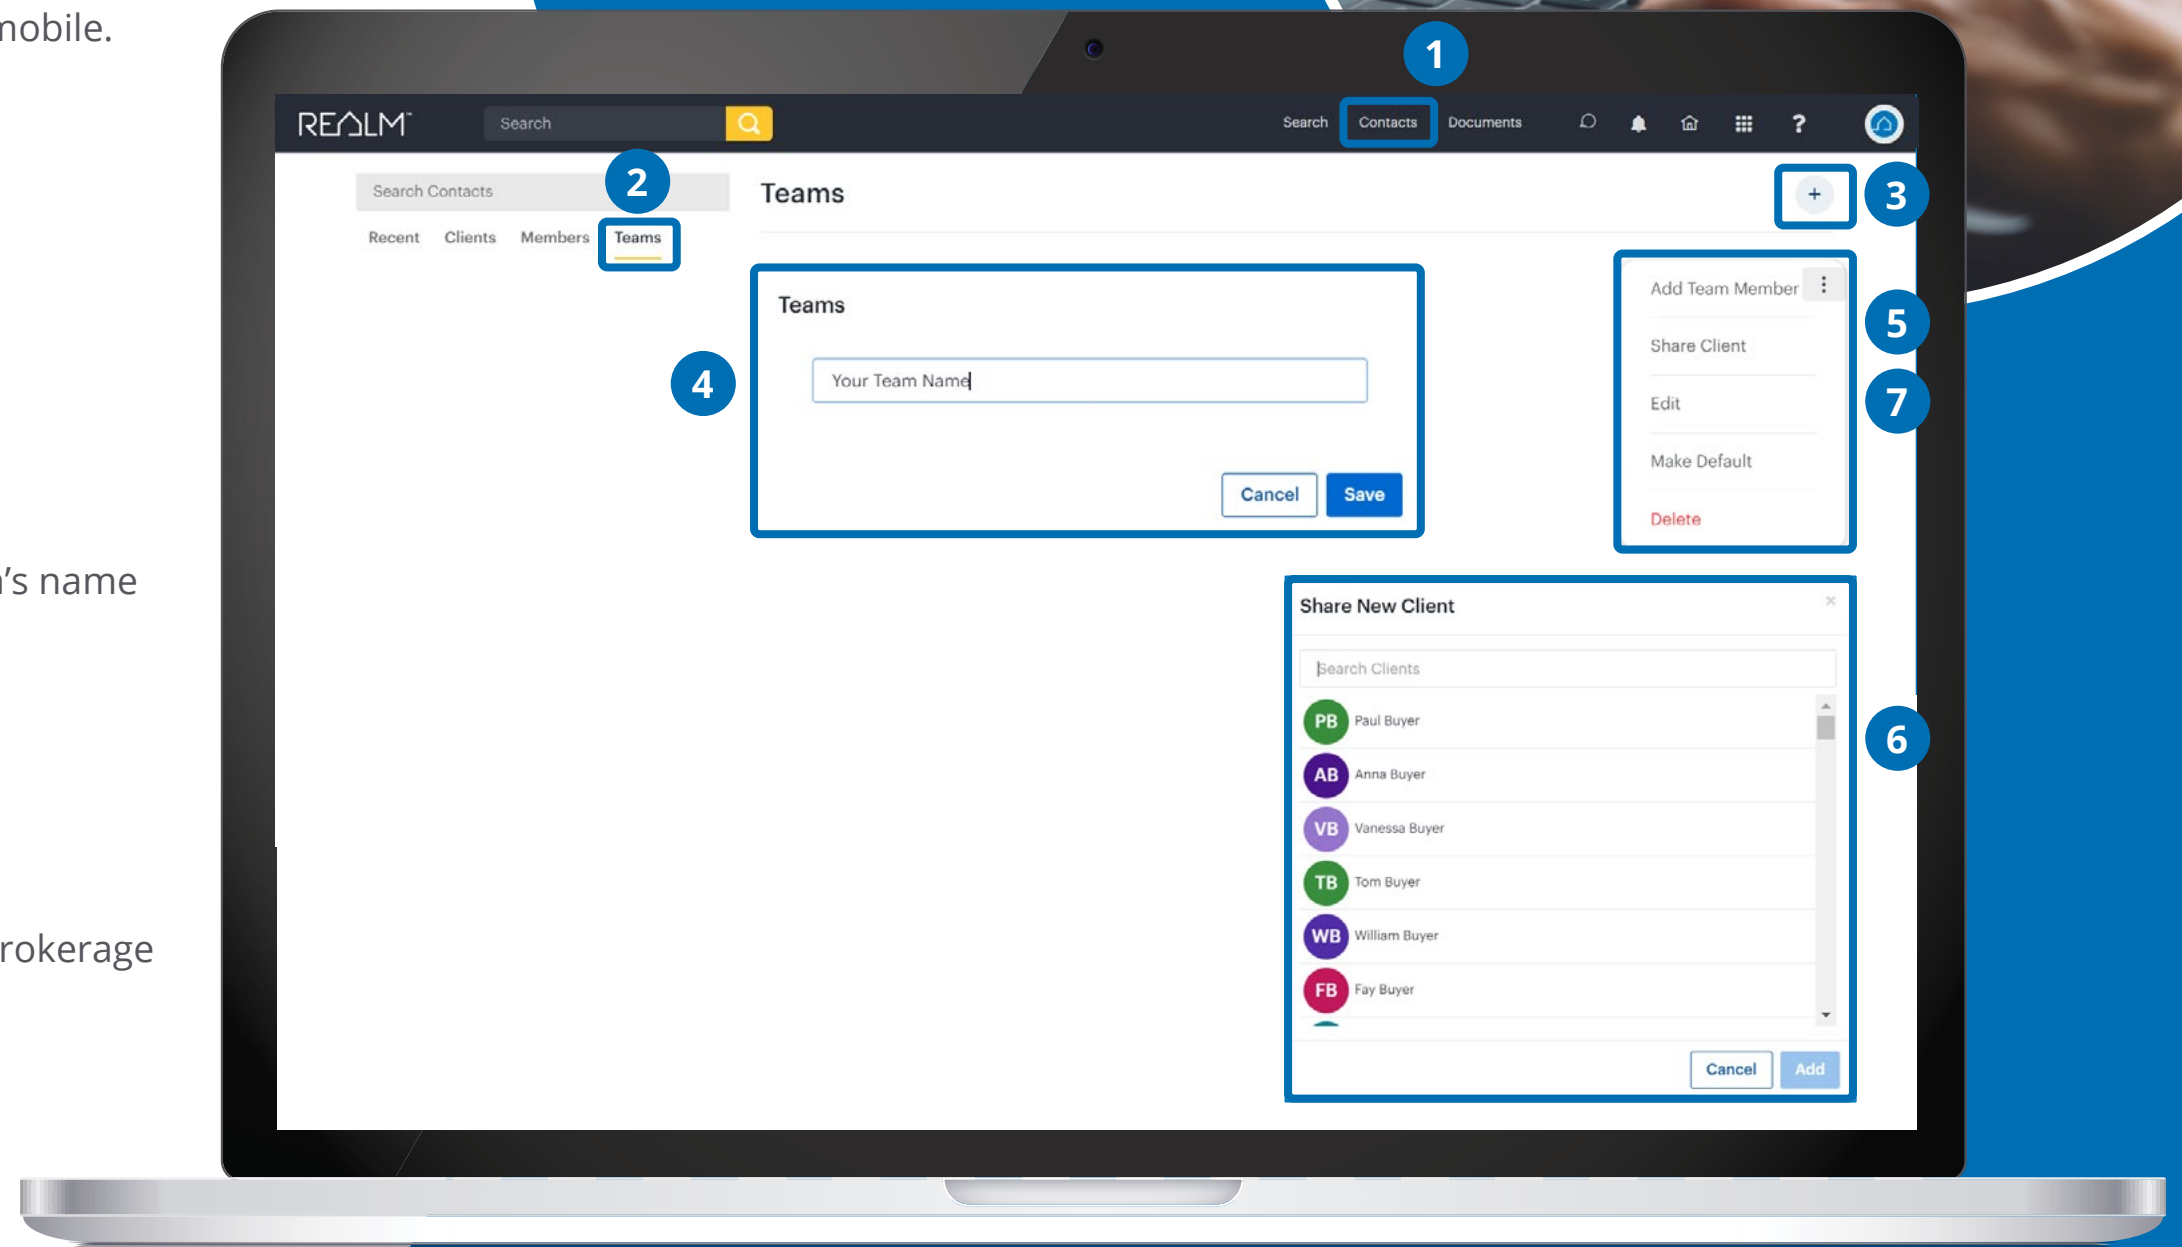 mobile.
's name
rokerage
1
REALM™
Search
Search
Contacts
Documents
?
2
Search Contacts
Recent
Clients
Members
Teams
Teams
+
3
4
Teams
Your Team Name
Cancel
Save
Add Team Member
Share Client
Edit
Make Default
Delete
5
7
Share New Client
×
Search Clients
PB Paul Buyer
AB Anna Buyer
VB Vanessa Buyer
TB Tom Buyer
WB William Buyer
FB Fay Buyer
Cancel
Add
6